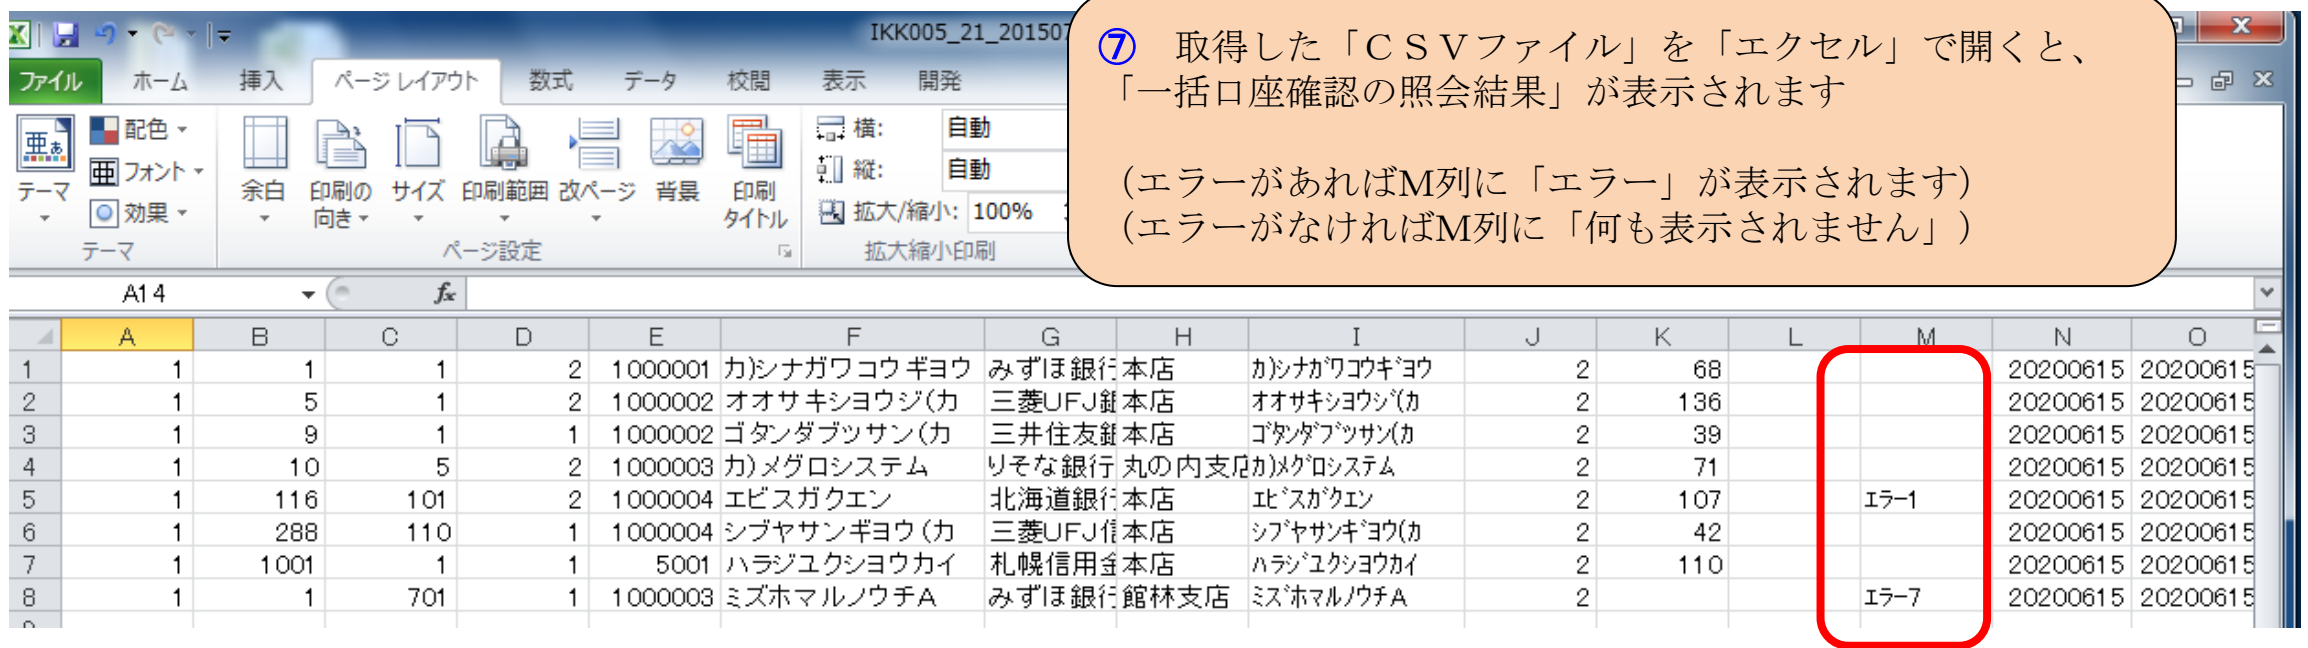 IKK005_21_201507
⑦ 取得した「ＣＳＶファイル」を「エクセル」で開くと、
「一括口座確認の照会結果」が表示されます
（エラーがあればM列に「エラー」が表示されます）
（エラーがなければM列に「何も表示されません」）
ファイル ホーム 挿入 ページ レイアウト 数式 データ 校閲 表示 開発
亜ぁ 配色 横: 自動
亜 フォント 縦: 自動
テーマ 余白 印刷の向き サイズ 印刷範囲 改ページ 背景 印刷タイトル
効果 拡大/縮小: 100%
テーマ ページ設定 拡大縮小印刷
A14 fx
A B C D E F G H I J K L M N O
1 1 1 1 2 1000001 カ)シナガワコウギヨウ みずほ銀行 本店 ｶ)ｼﾅｶﾞﾜｺｳｷﾞﾖｳ 2 68 20200615 20200615
2 1 5 1 2 1000002 オオサキシヨウジ(カ 三菱UFJ銀 本店 ｵｵｻｷｼﾖｳｼﾞ(ｶ 2 136 20200615 20200615
3 1 9 1 1 1000002 ゴタンダブツサン(カ 三井住友銀 本店 ｺﾞﾀﾝﾀﾞﾌﾞﾂｻﾝ(ｶ 2 39 20200615 20200615
4 1 10 5 2 1000003 カ)メグロシステム りそな銀行 丸の内支店 ｶ)ﾒｸﾞﾛｼｽﾃﾑ 2 71 20200615 20200615
5 1 116 101 2 1000004 エビスガクエン 北海道銀行 本店 ｴﾋﾞｽｶﾞｸｴﾝ 2 107 ｴﾗｰ1 20200615 20200615
6 1 288 110 1 1000004 シブヤサンギヨウ(カ 三菱UFJ信 本店 ｼﾌﾞﾔｻﾝｷﾞﾖｳ(ｶ 2 42 20200615 20200615
7 1 1001 1 1 5001 ハラジユクシヨウカイ 札幌信用金 本店 ﾊﾗｼﾞﾕｸｼﾖｳｶｲ 2 110 20200615 20200615
8 1 1 701 1 1000003 ミズホマルノウチA みずほ銀行 館林支店 ﾐｽﾞﾎﾏﾙﾉｳﾁA 2 ｴﾗｰ7 20200615 20200615